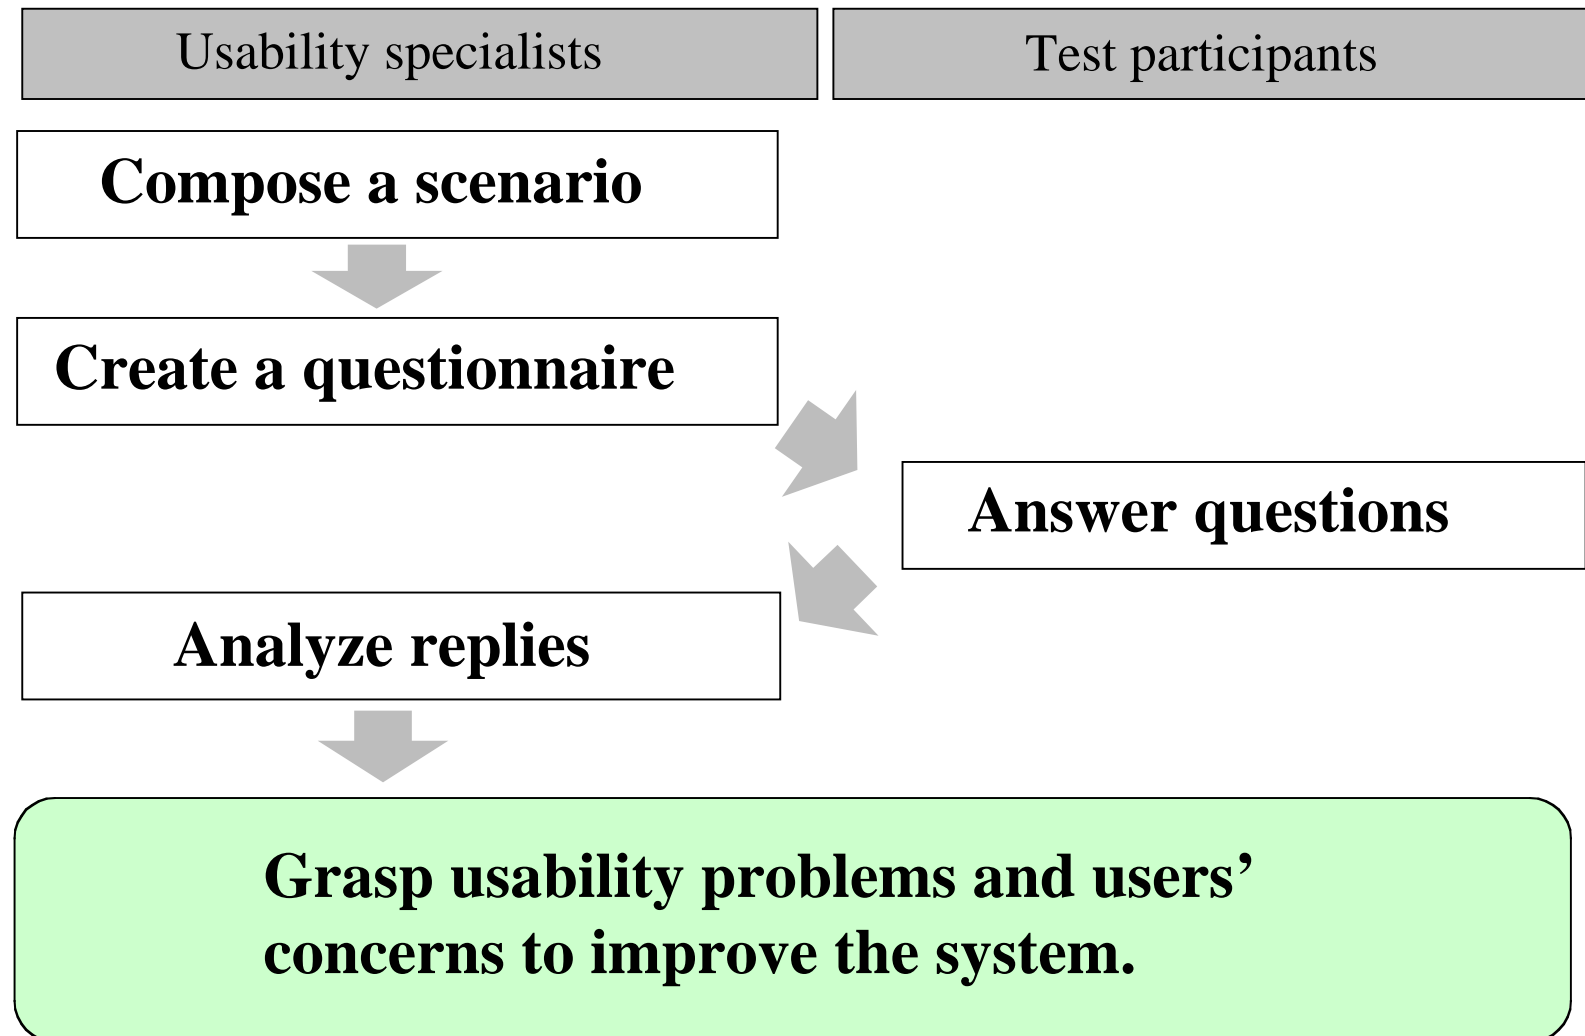 Usability specialists
Test participants
Compose a scenario
Create a questionnaire
Answer questions
Analyze replies
Grasp usability problems and users’
concerns to improve the system.